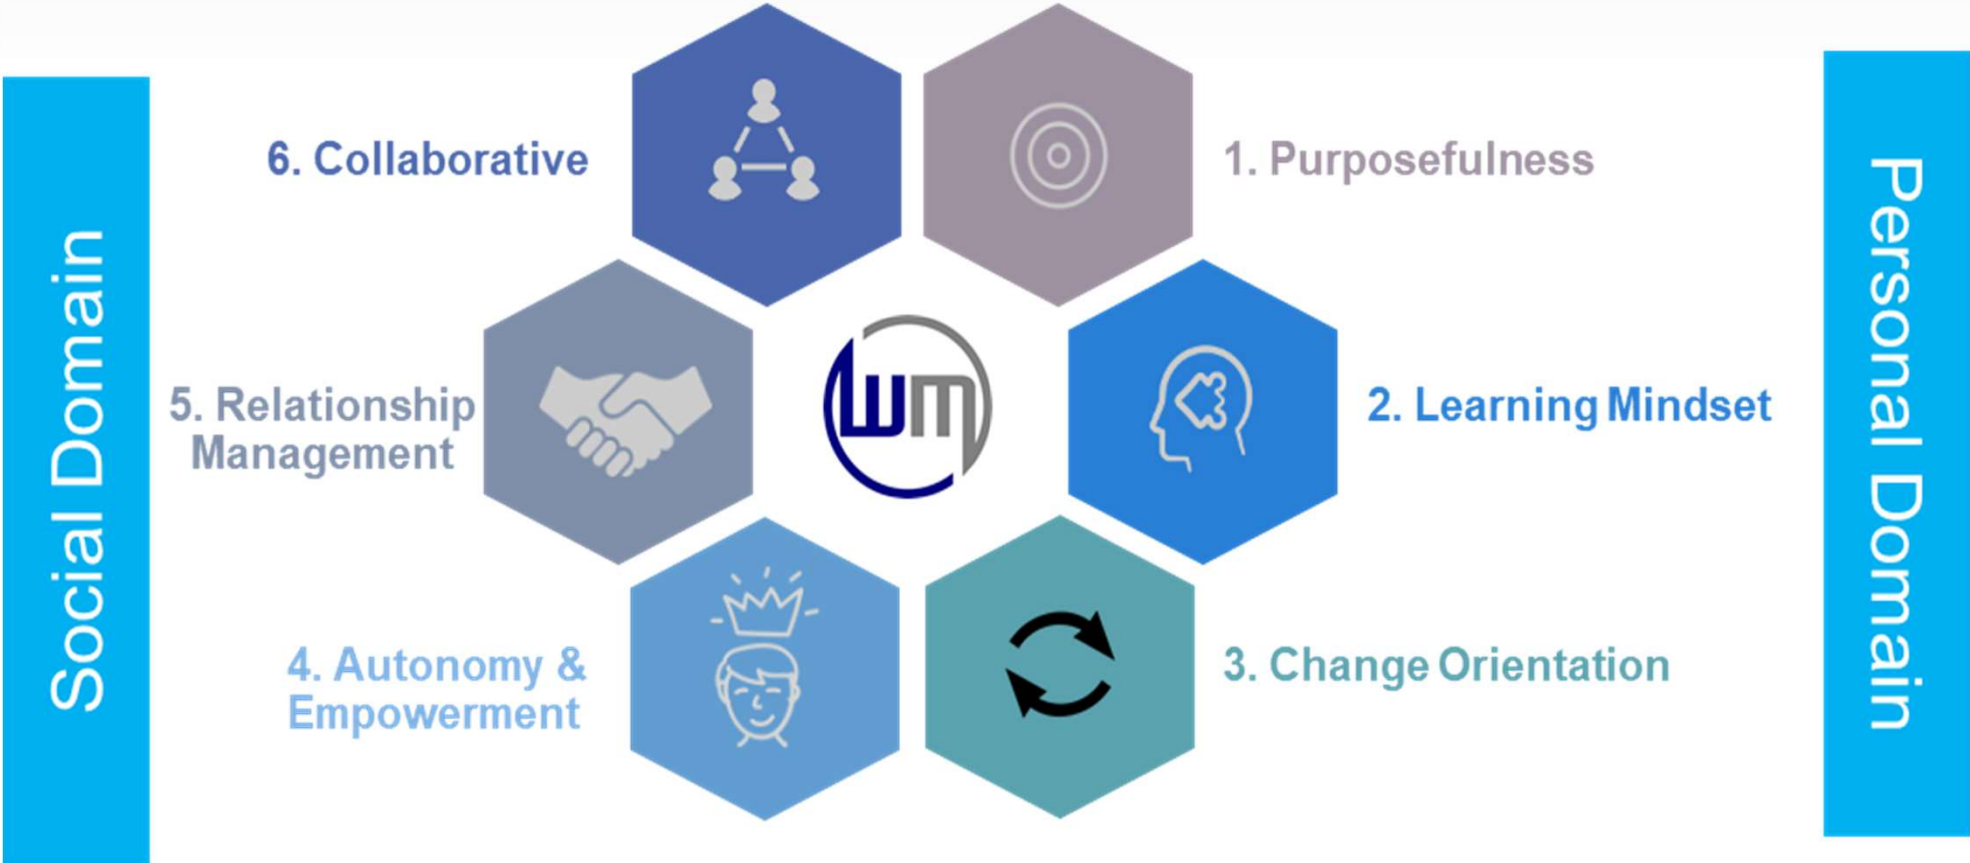 Social Domain
6. Collaborative
5. Relationship
Management
4. Autonomy &
Empowerment
wm
1. Purposefulness
2. Learning Mindset
3. Change Orientation
Personal Domain